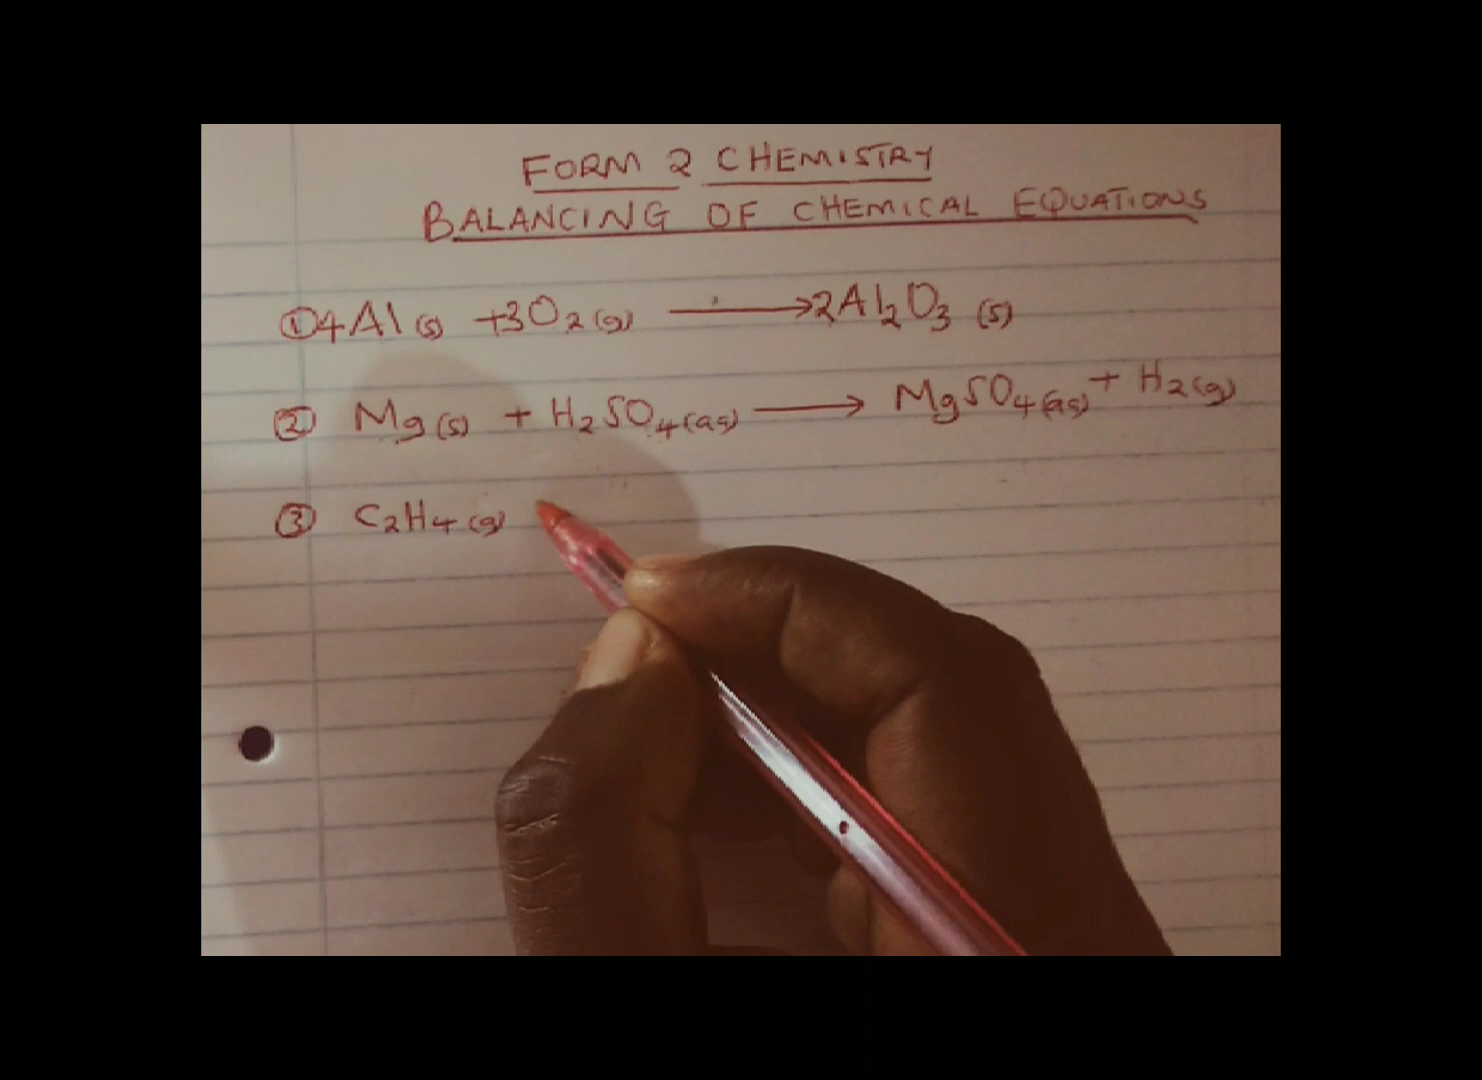 FORM 2 CHEMISTRY
BALANCING OF CHEMICAL EQUATIONS
① 4Al(s) + 3O₂(g) → 2Al₂O₃ (s)
② Mg(s) + H₂SO₄(aq) → MgSO₄(aq) + H₂(g)
③ C₂H₄(g)